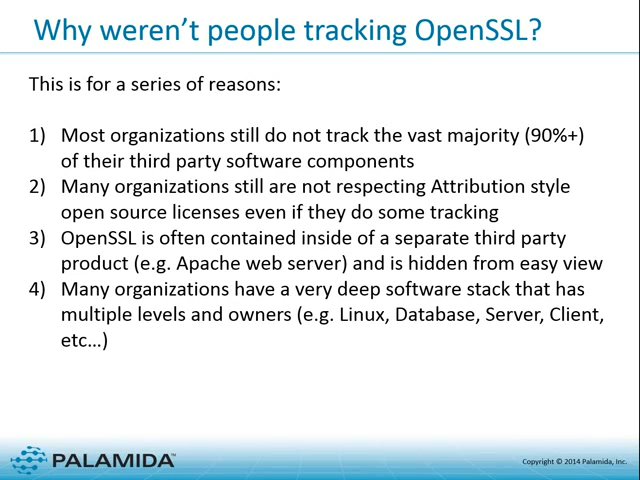 Why weren’t people tracking OpenSSL?
This is for a series of reasons:
1) Most organizations still do not track the vast majority (90%+)
of their third party software components
2) Many organizations still are not respecting Attribution style
open source licenses even if they do some tracking
3) OpenSSL is often contained inside of a separate third party
product (e.g. Apache web server) and is hidden from easy view
4) Many organizations have a very deep software stack that has
multiple levels and owners (e.g. Linux, Database, Server, Client,
etc…)
PALAMIDA™
Copyright © 2014 Palamida, Inc.